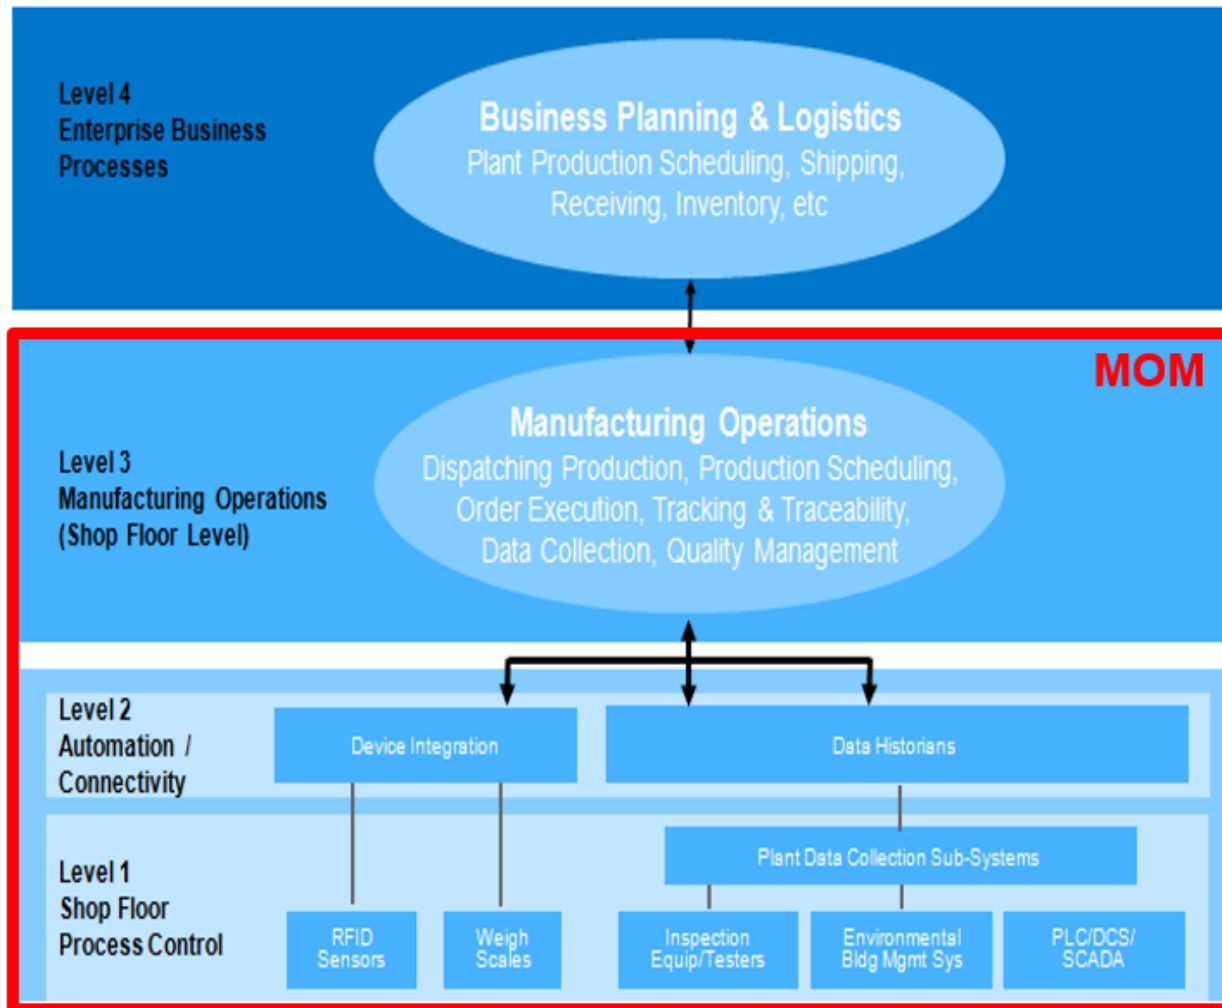 Level 4
Enterprise Business
Processes
Business Planning & Logistics
Plant Production Scheduling, Shipping,
Receiving, Inventory, etc
MOM
Level 3
Manufacturing Operations
(Shop Floor Level)
Manufacturing Operations
Dispatching Production, Production Scheduling,
Order Execution, Tracking & Traceability,
Data Collection, Quality Management
Level 2
Automation /
Connectivity
Device Integration
Data Historians
Level 1
Shop Floor
Process Control
Plant Data Collection Sub-Systems
RFID
Sensors
Weigh
Scales
Inspection
Equip/Testers
Environmental
Bldg Mgmt Sys
PLC/DCS/
SCADA